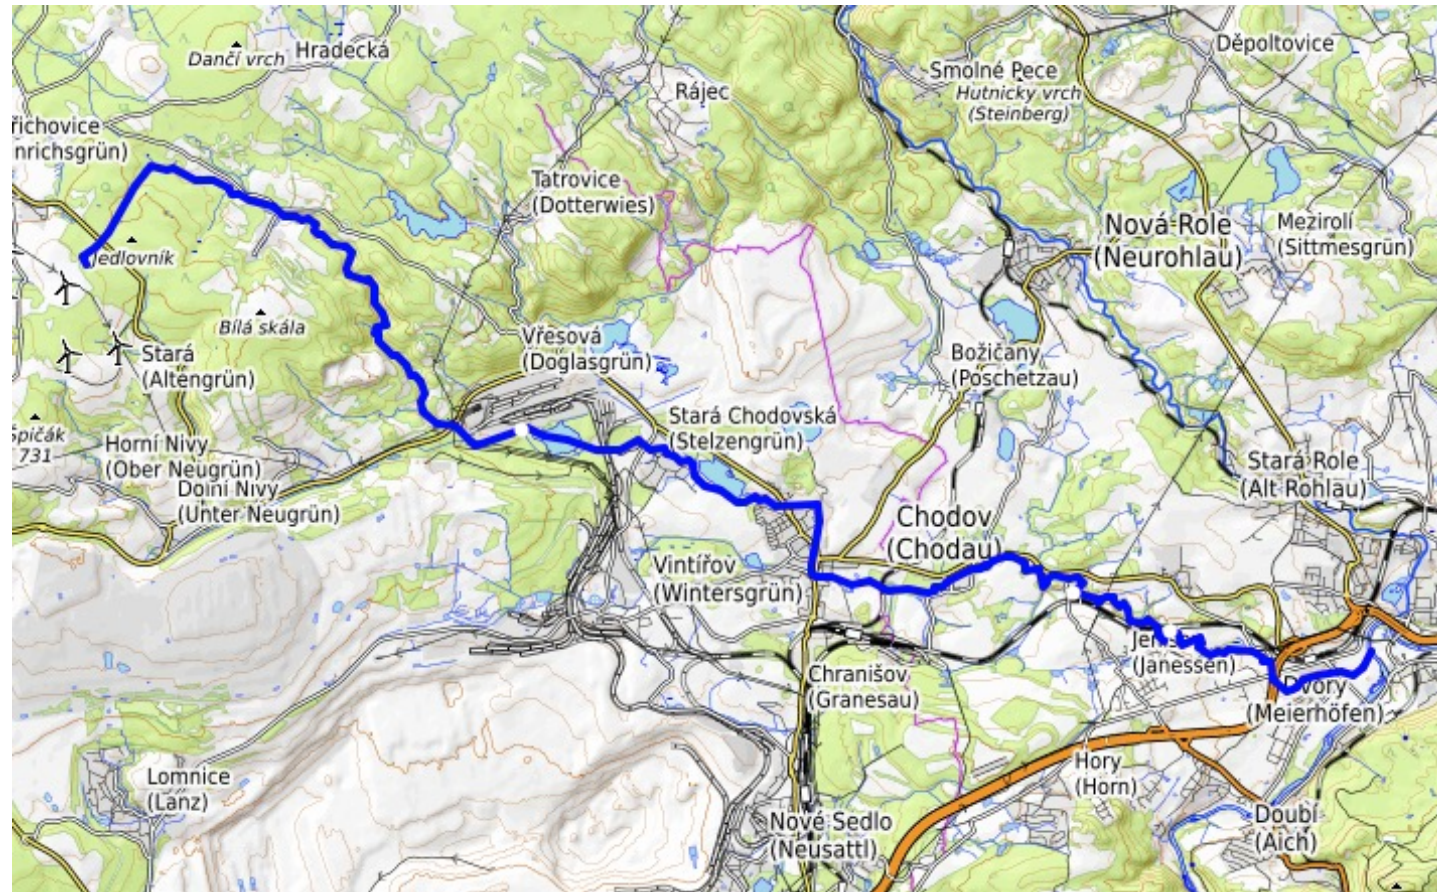 Dančí vrch
Hradecká
Děpoltovice
Smolné Pece
Hutnicky vrch
(Steinberg)
Rájec
řichovice
nrichsgrün)
Tatrovice
(Dotterwies)
Nová Role
(Neurohlau)
Mezirolí
(Sittmesgrün)
Jedlovník
Bílá skála
Vřesová
(Doglasgrün)
Stará
(Altengrün)
Božičany
(Poschetzau)
Stará Chodovská
(Stelzengrün)
Špičák
731
Horní Nivy
(Ober Neugrün)
Dolní Nivy
(Unter Neugrün)
Stará Role
(Alt Rohlau)
Chodov
(Chodau)
Vintířov
(Wintersgrün)
(Janessen)
Chranišov
(Granesau)
Dvory
(Meierhöfen)
Lomnice
(Lanz)
Hory
(Horn)
Nové Sedlo
(Neusattl)
Doubí
(Aich)